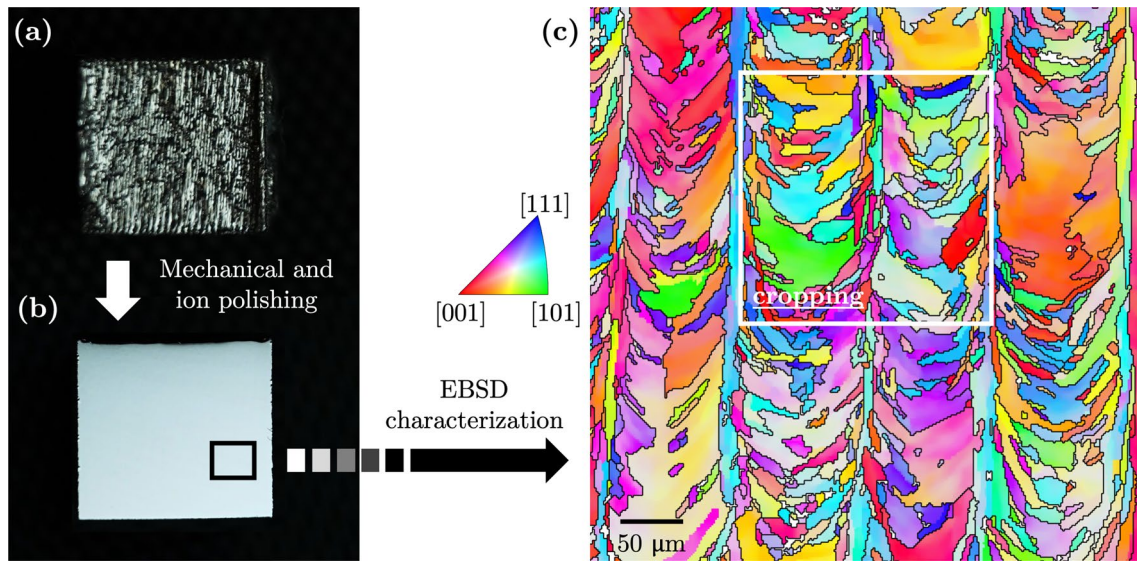 (a)
Mechanical and
ion polishing
(b)
[111]
[001]
[101]
EBSD
characterization
(c)
cropping
50 μm